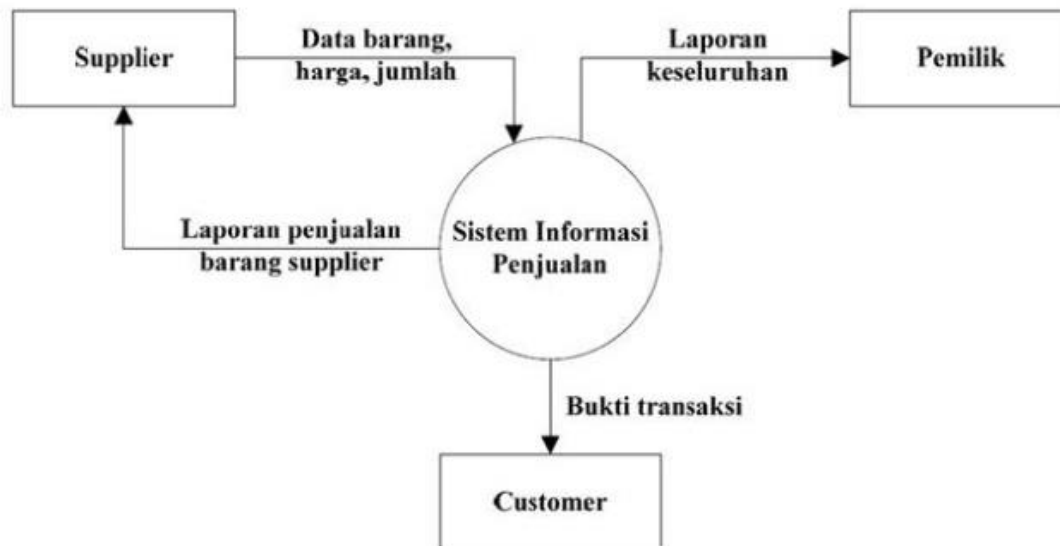 Supplier
Data barang,
harga, jumlah
Laporan
keseluruhan
Pemilik
Laporan penjualan
barang supplier
Sistem Informasi
Penjualan
Bukti transaksi
Customer